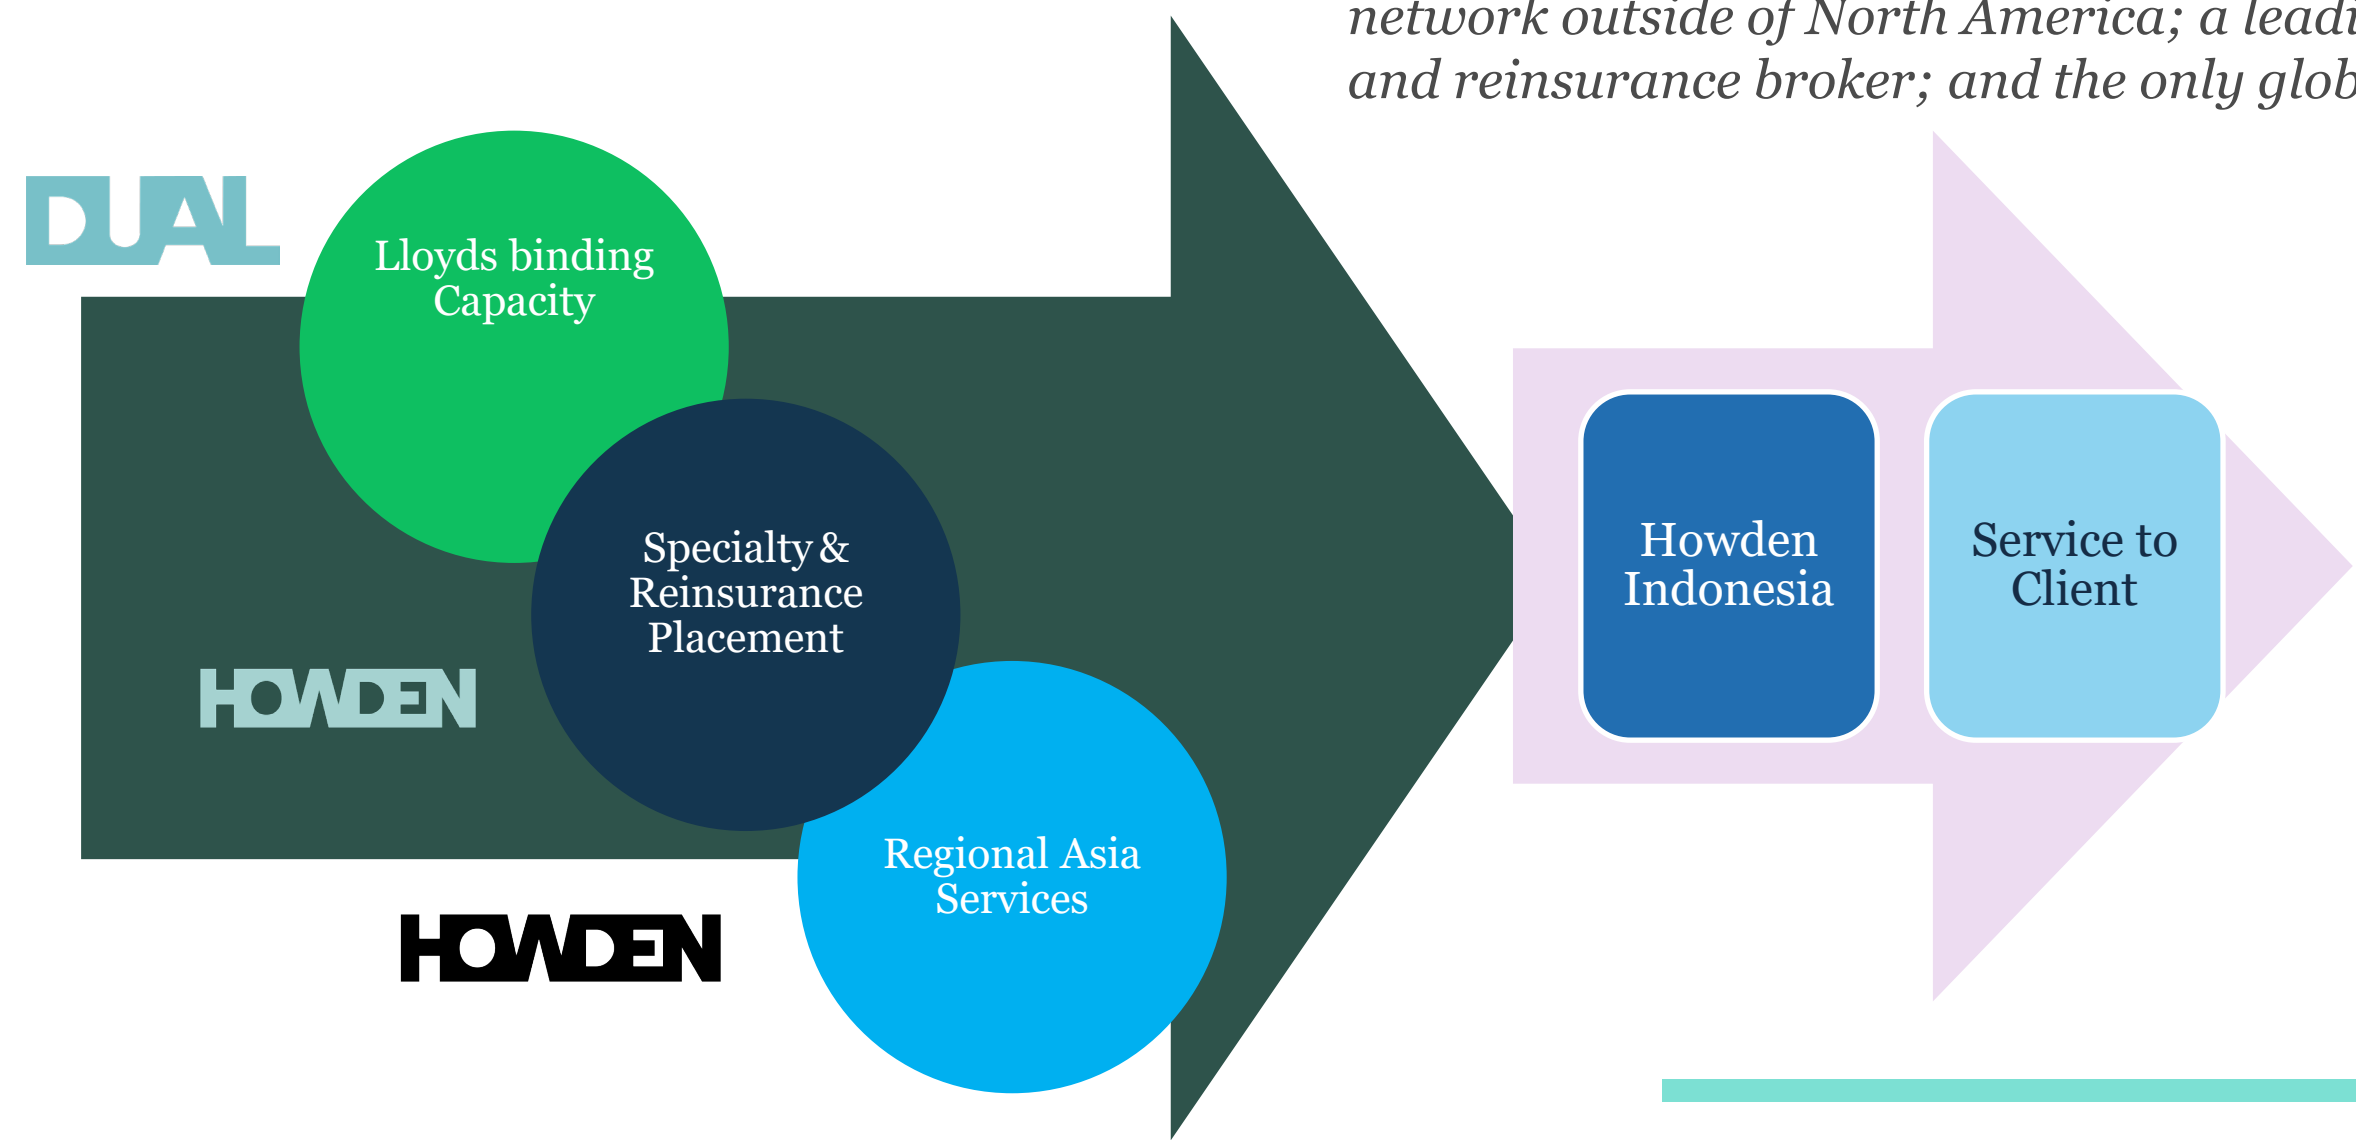 network outside of North America; a leadi
and reinsurance broker; and the only glob
DUAL
Lloyds binding
Capacity
Specialty &
Reinsurance
Placement
HOWDEN
Howden
Indonesia
Service to
Client
Regional Asia
Services
HOWDEN